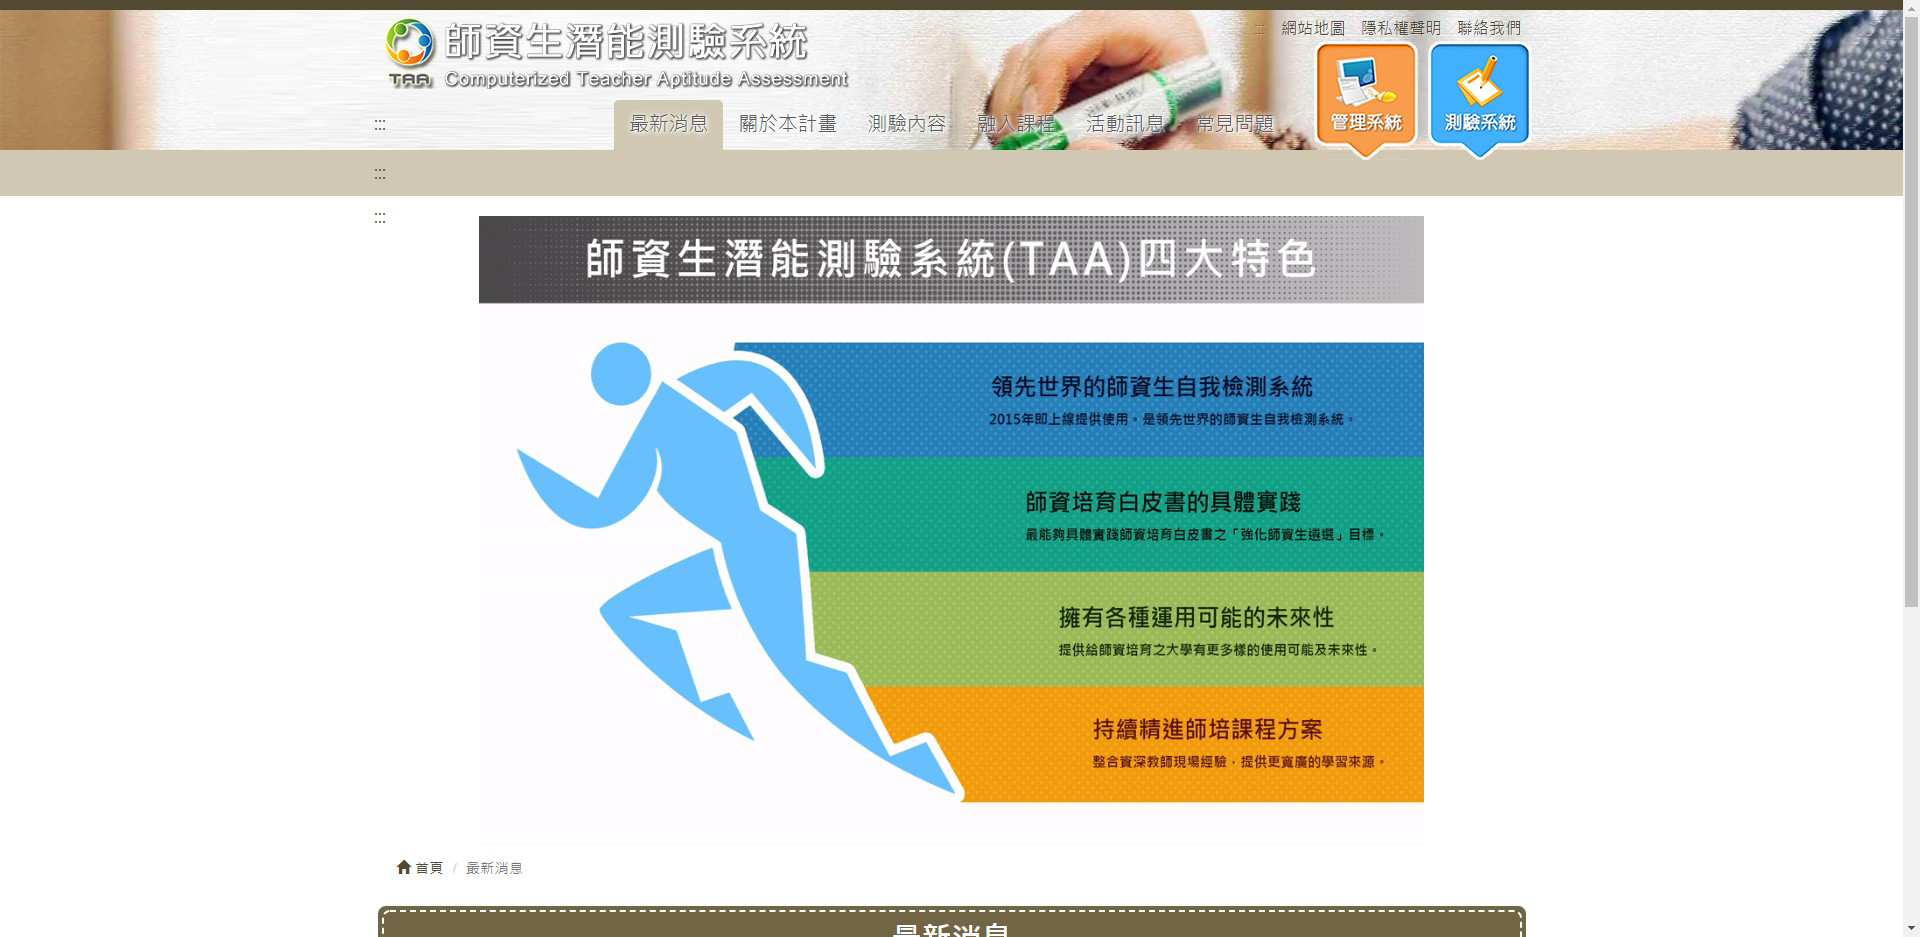 師資生潛能測驗系統
TAA
Computerized Teacher Aptitude Assessment
::: 網站地圖 隱私權聲明 聯絡我們
管理系統 測驗系統
::: 最新消息 關於本計畫 測驗內容 融入課程 活動訊息 常見問題
:::
:::
師資生潛能測驗系統(TAA)四大特色
領先世界的師資生自我檢測系統
2015年即上線提供使用。是領先世界的師資生自我檢測系統。
師資培育白皮書的具體實踐
最能夠具體實踐師資培育白皮書之「強化師資生遴選」目標。
擁有各種運用可能的未來性
提供給師資培育之大學有更多樣的使用可能及未來性。
持續精進師培課程方案
整合資深教師現場經驗，提供更寬廣的學習來源。
首頁 / 最新消息
最新消息